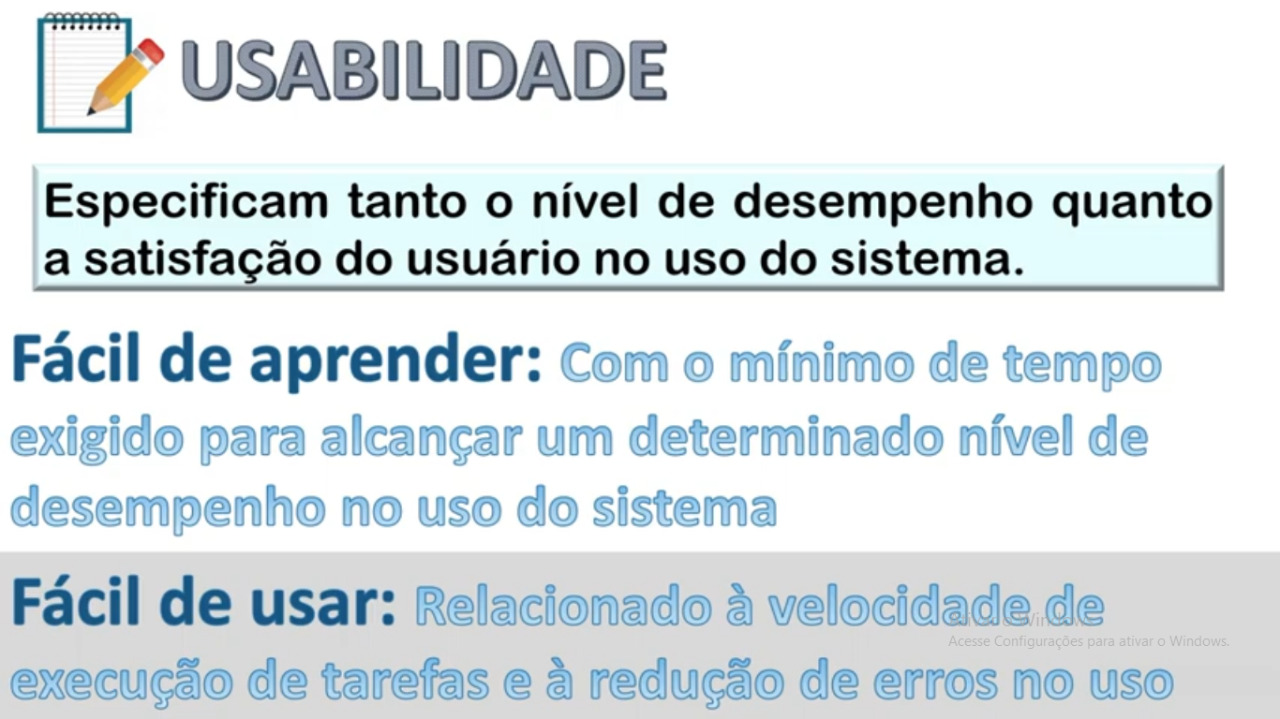 USABILIDADE
Especificam tanto o nível de desempenho quanto
a satisfação do usuário no uso do sistema.
Fácil de aprender: Com o mínimo de tempo
exigido para alcançar um determinado nível de
desempenho no uso do sistema
Fácil de usar: Relacionado à velocidade de
Ativar o Windows
Acesse Configurações para ativar o Windows.
execução de tarefas e à redução de erros no uso